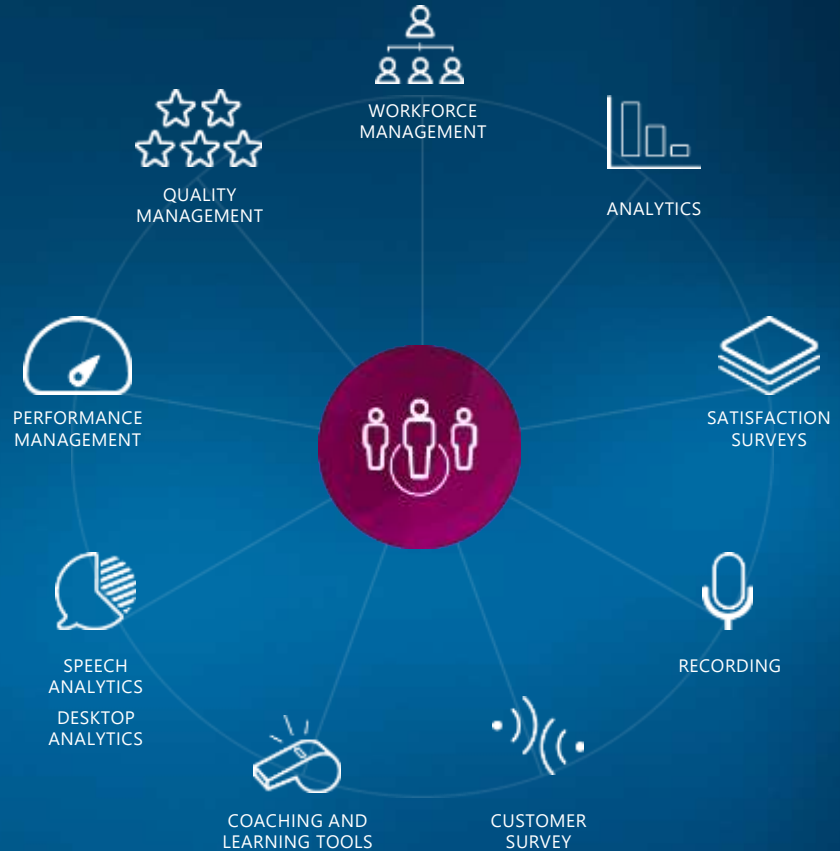 WORKFORCE
MANAGEMENT
QUALITY
MANAGEMENT
ANALYTICS
PERFORMANCE
MANAGEMENT
SATISFACTION
SURVEYS
SPEECH
ANALYTICS
DESKTOP
ANALYTICS
RECORDING
COACHING AND
LEARNING TOOLS
CUSTOMER
SURVEY